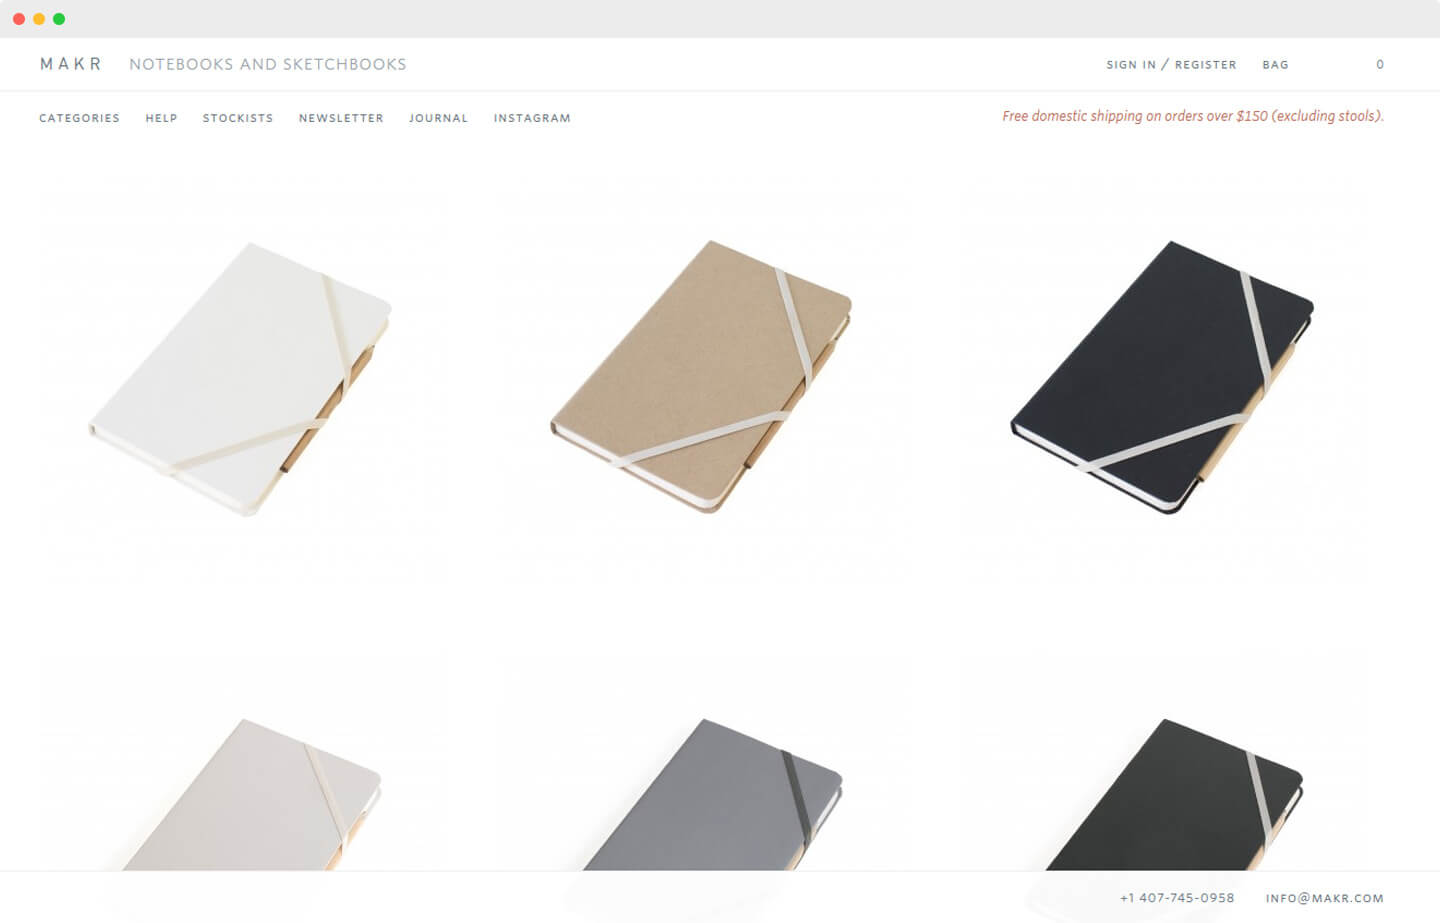 MAKR NOTEBOOKS AND SKETCHBOOKS SIGN IN / REGISTER BAG 0
CATEGORIES HELP STOCKISTS NEWSLETTER JOURNAL INSTAGRAM Free domestic shipping on orders over $150 (excluding stools).
+1 407-745-0958 INFO@MAKR.COM